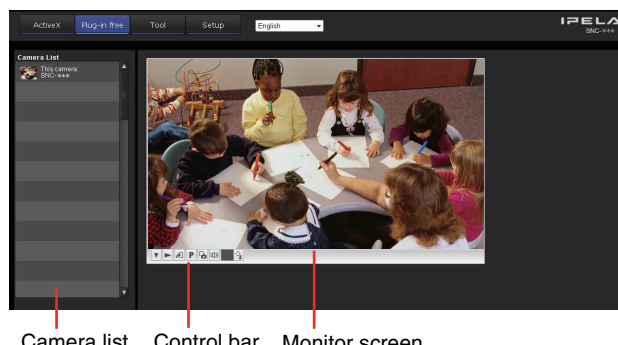 ActiveX Plug-in free Tool Setup English
IPELA
SNC-***
Camera List
This camera
SNC-***
P
Camera list Control bar Monitor screen